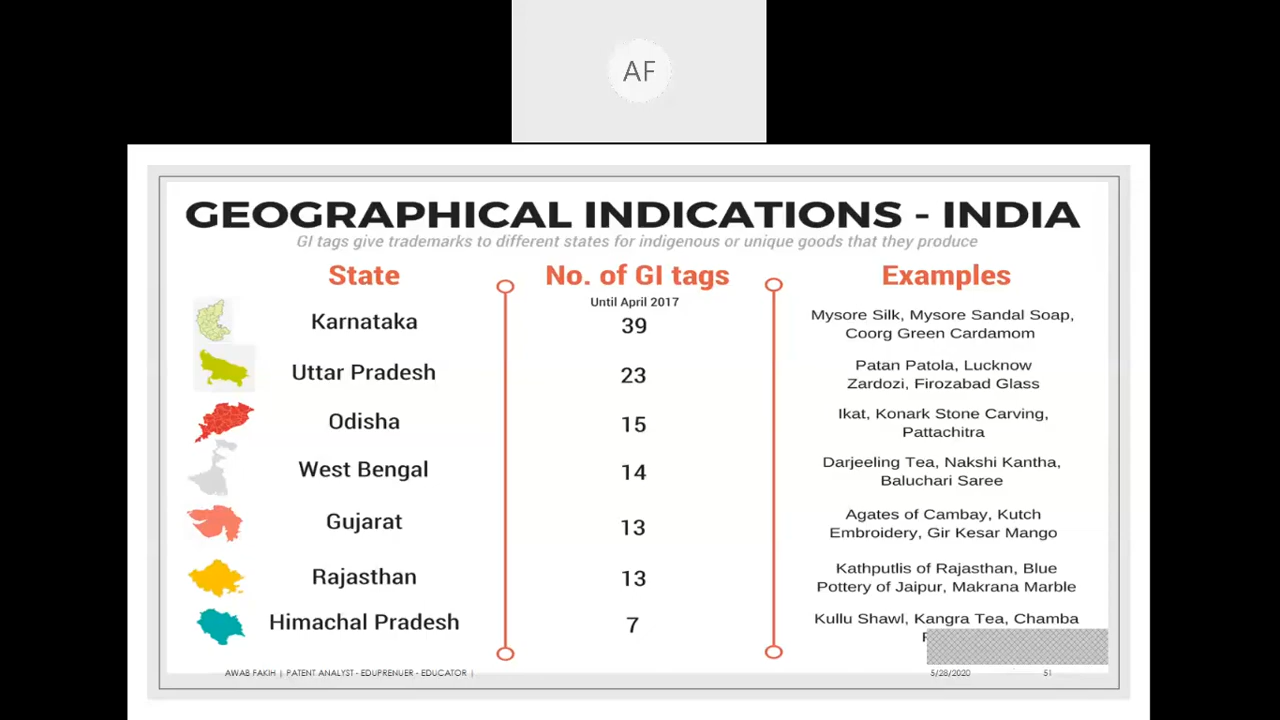 AF
GEOGRAPHICAL INDICATIONS - INDIA
GI tags give trademarks to different states for indigenous or unique goods that they produce
State No. of GI tags Examples
Until April 2017
Karnataka 39 Mysore Silk, Mysore Sandal Soap,
Coorg Green Cardamom
Uttar Pradesh 23 Patan Patola, Lucknow
Zardozi, Firozabad Glass
Odisha 15 Ikat, Konark Stone Carving,
Pattachitra
West Bengal 14 Darjeeling Tea, Nakshi Kantha,
Baluchari Saree
Gujarat 13 Agates of Cambay, Kutch
Embroidery, Gir Kesar Mango
Rajasthan 13 Kathputlis of Rajasthan, Blue
Pottery of Jaipur, Makrana Marble
Himachal Pradesh 7 Kullu Shawl, Kangra Tea, Chamba
AWAB FAKIH | PATENT ANALYST - EDUPRENUER - EDUCATOR | 5/28/2020 51